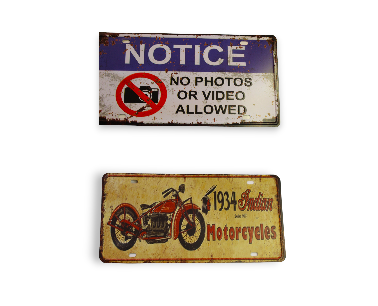 NOTICE
NO PHOTOS
OR VIDEO
ALLOWED
1934 Indian
Motorcycles